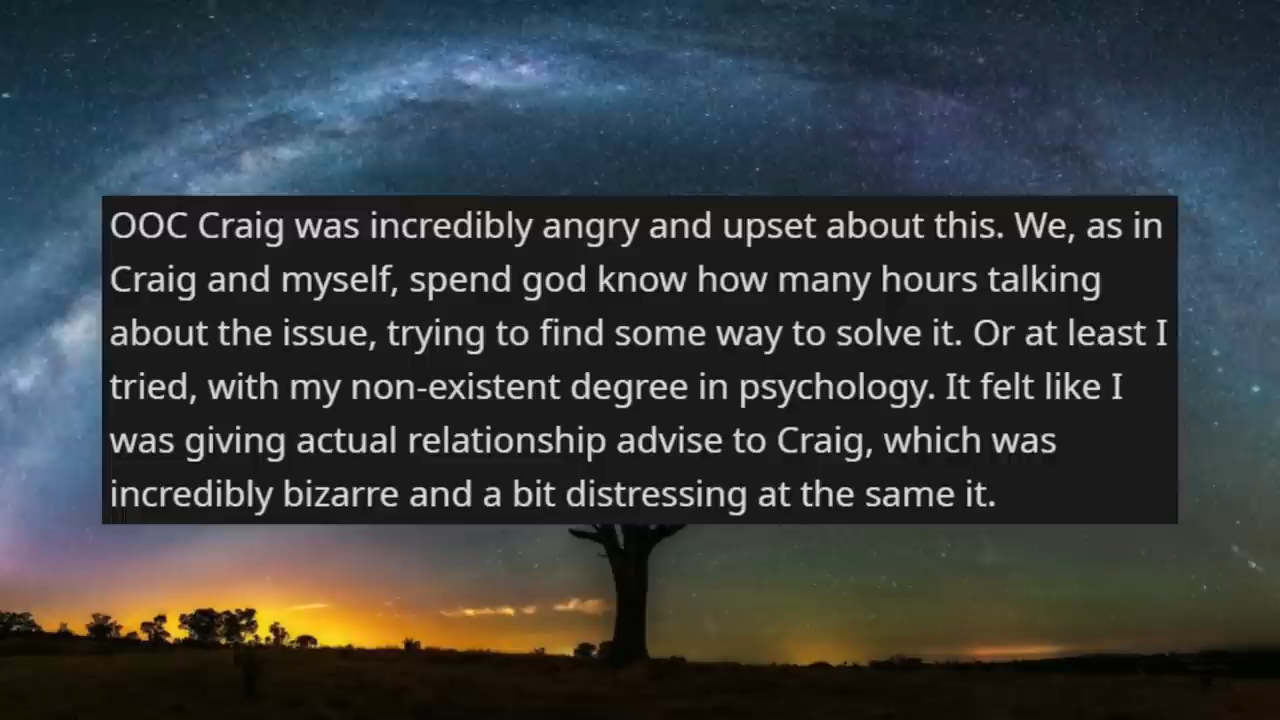 OOC Craig was incredibly angry and upset about this. We, as in
Craig and myself, spend god know how many hours talking
about the issue, trying to find some way to solve it. Or at least I
tried, with my non-existent degree in psychology. It felt like I
was giving actual relationship advise to Craig, which was
incredibly bizarre and a bit distressing at the same it.